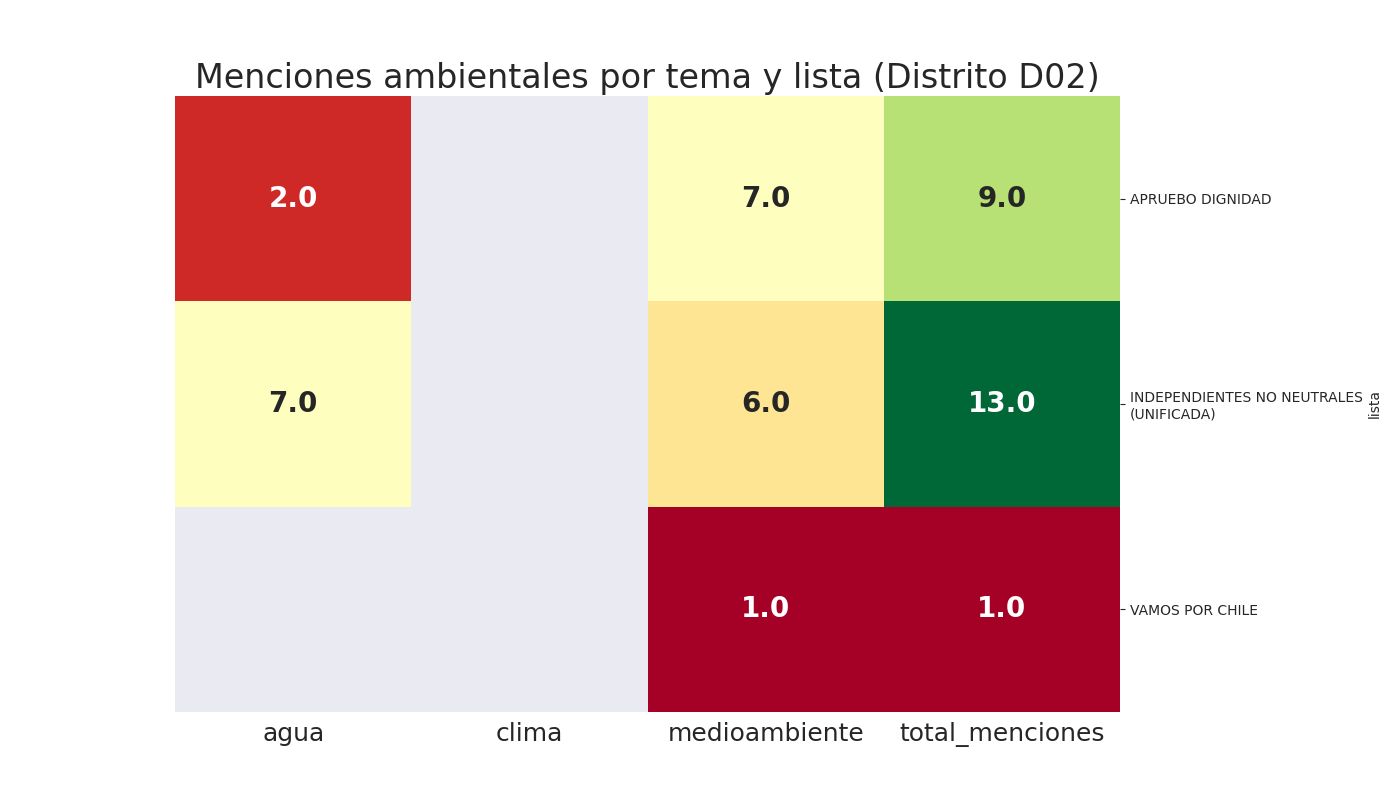 Menciones ambientales por tema y lista (Distrito D02)
2.0
7.0
9.0
APRUEBO DIGNIDAD
7.0
6.0
13.0
INDEPENDIENTES NO NEUTRALES
(UNIFICADA)
lista
1.0
1.0
VAMOS POR CHILE
agua
clima
medioambiente
total_menciones